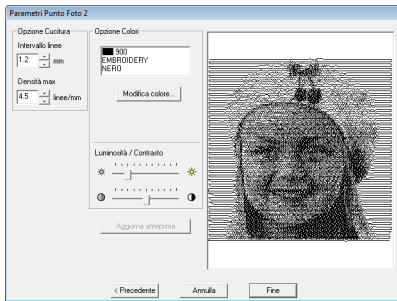 Parametri Punto Foto 2
Opzione Cucitura
Intervallo linee
1.2 mm
Densità max
4.5 linee/mm
Opzione Colori
900
EMBROIDERY
NERO
Modifica colore...
Luminosità / Contrasto
Aggiorna anteprima
< Precedente
Annulla
Fine